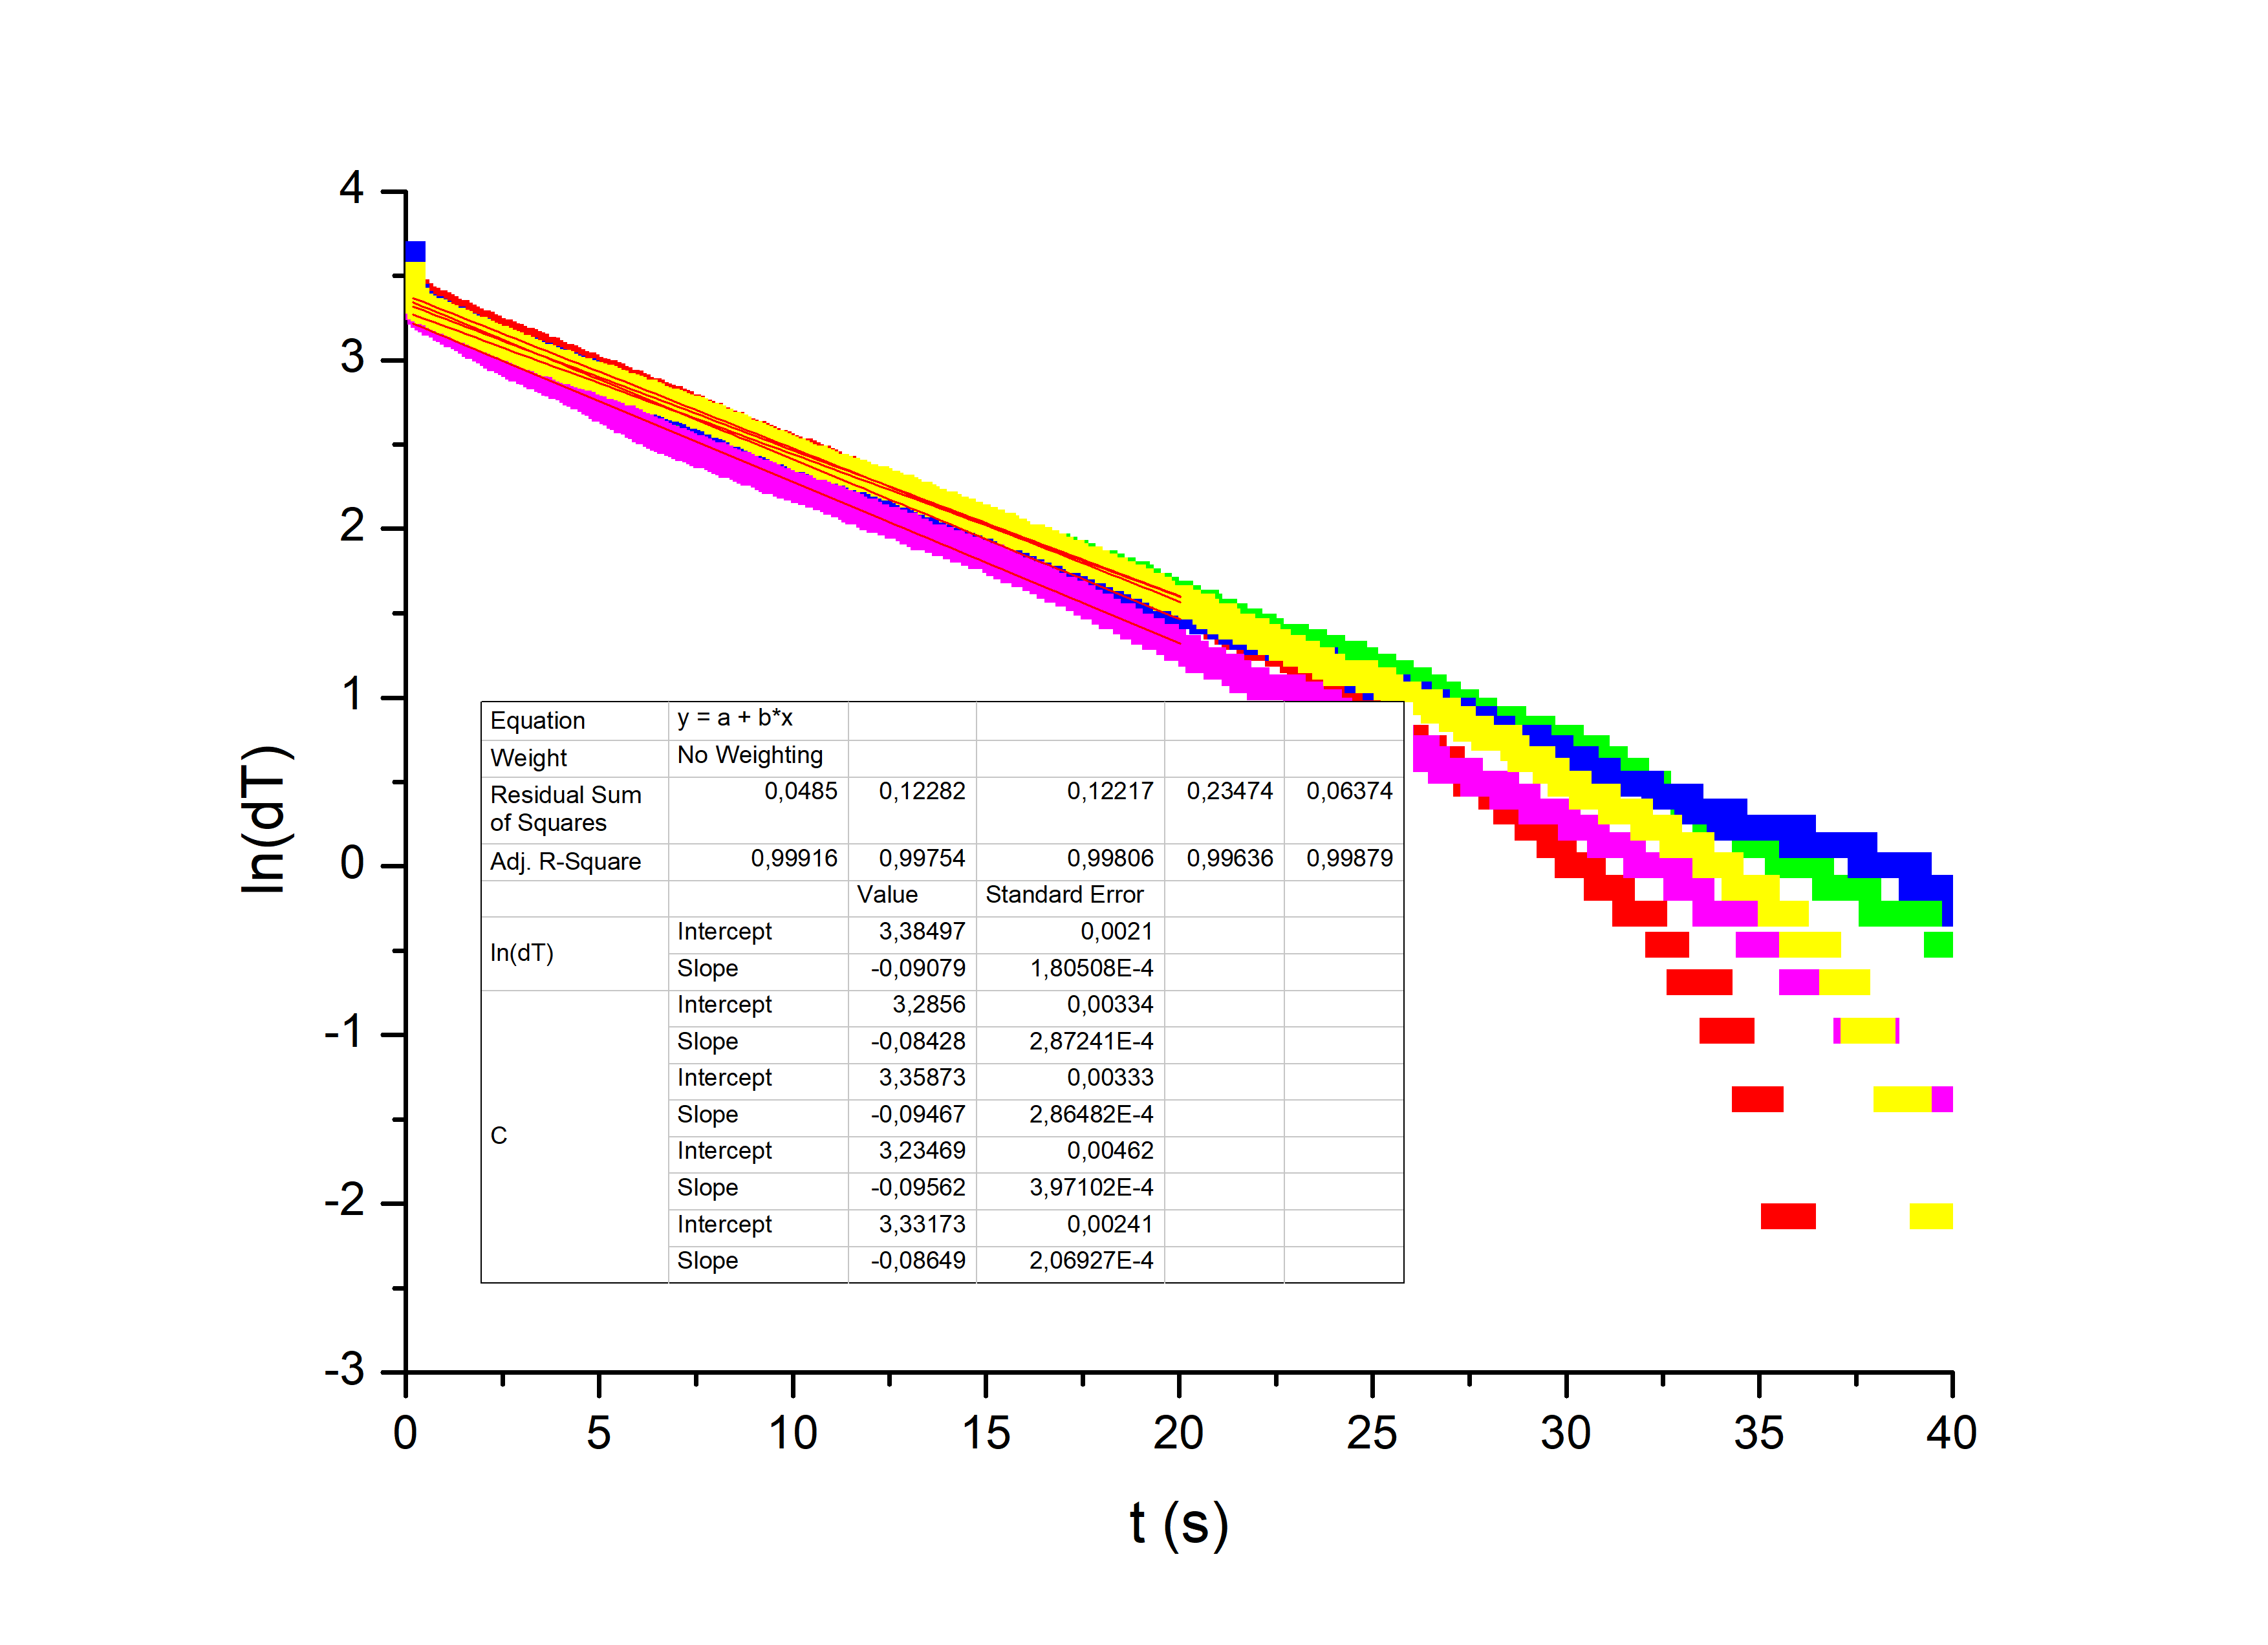 4
3
2
1
0
-1
-2
-3
ln(dT)
Equation y = a + b*x
Weight No Weighting
Residual Sum of Squares 0,0485 0,12282 0,12217 0,23474 0,06374
Adj. R-Square 0,99916 0,99754 0,99806 0,99636 0,99879
Value Standard Error
ln(dT)
Intercept 3,38497 0,0021
Slope -0,09079 1,80508E-4
C
Intercept 3,2856 0,00334
Slope -0,08428 2,87241E-4
Intercept 3,35873 0,00333
Slope -0,09467 2,86482E-4
Intercept 3,23469 0,00462
Slope -0,09562 3,97102E-4
Intercept 3,33173 0,00241
Slope -0,08649 2,06927E-4
0 5 10 15 20 25 30 35 40
t (s)